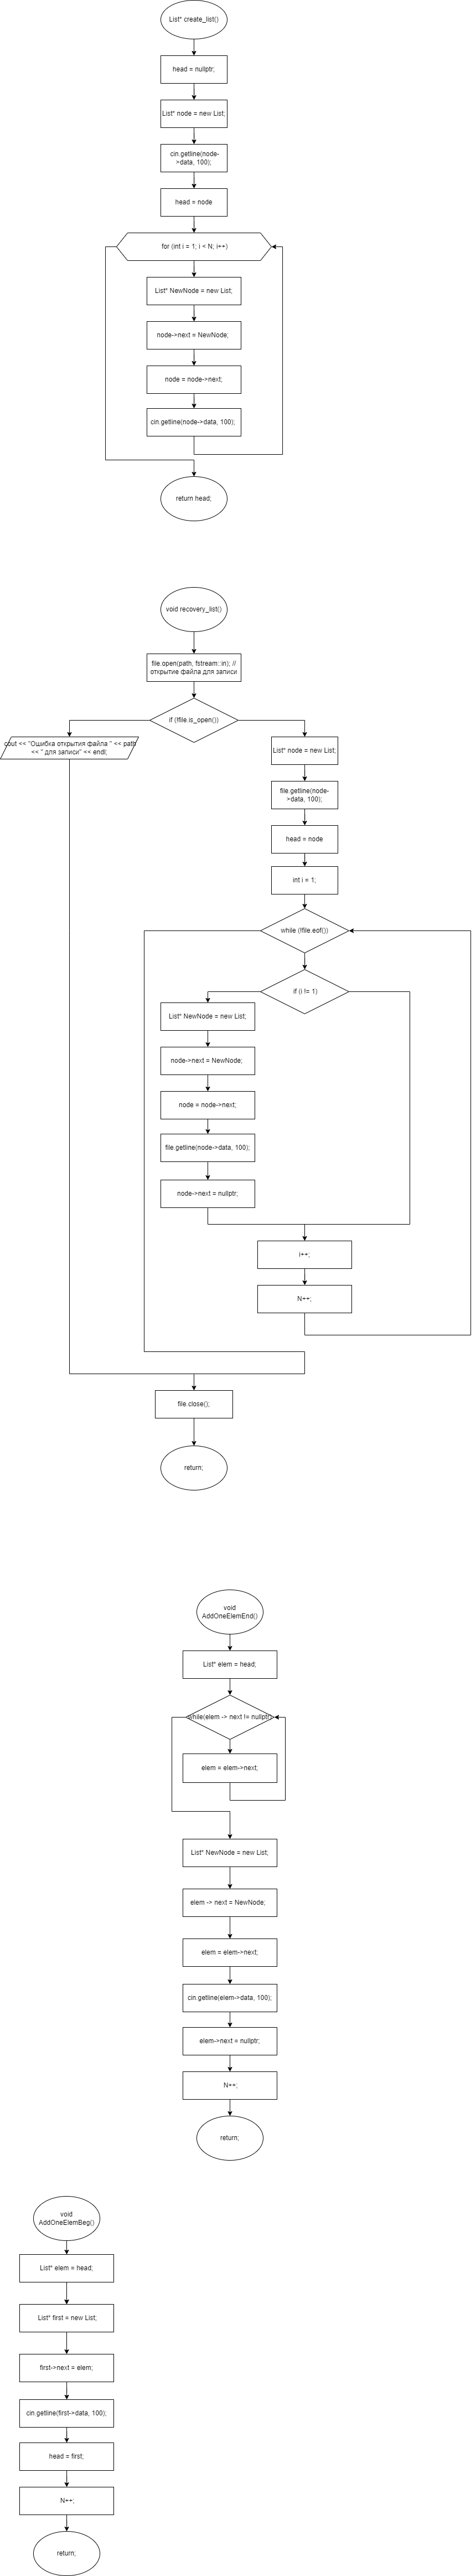 List* create_list()
head = nullptr;
List* node = new List;
cin.getline(node-
>data, 100);
head = node
for (int i = 1; i < N; i++)
List* NewNode = new List;
node->next = NewNode;
node = node->next;
cin.getline(node->data, 100);
return head;
void recovery_list()
file.open(path, fstream::in); //
открытие файла для записи
if (!file.is_open())
cout << "Ошибка открытия файла " << path
<< " для записи" << endl;
List* node = new List;
file.getline(node-
>data, 100);
head = node
int i = 1;
while (!file.eof())
if (i != 1)
List* NewNode = new List;
node->next = NewNode;
node = node->next;
file.getline(node->data, 100);
node->next = nullptr;
i++;
N++;
file.close();
return;
void
AddOneElemEnd()
List* elem = head;
while(elem -> next != nullptr)
elem = elem->next;
List* NewNode = new List;
elem -> next = NewNode;
elem = elem->next;
cin.getline(elem->data, 100);
elem->next = nullptr;
N++;
return;
void
AddOneElemBeg()
List* elem = head;
List* first = new List;
first->next = elem;
cin.getline(first->data, 100);
head = first;
N++;
return;